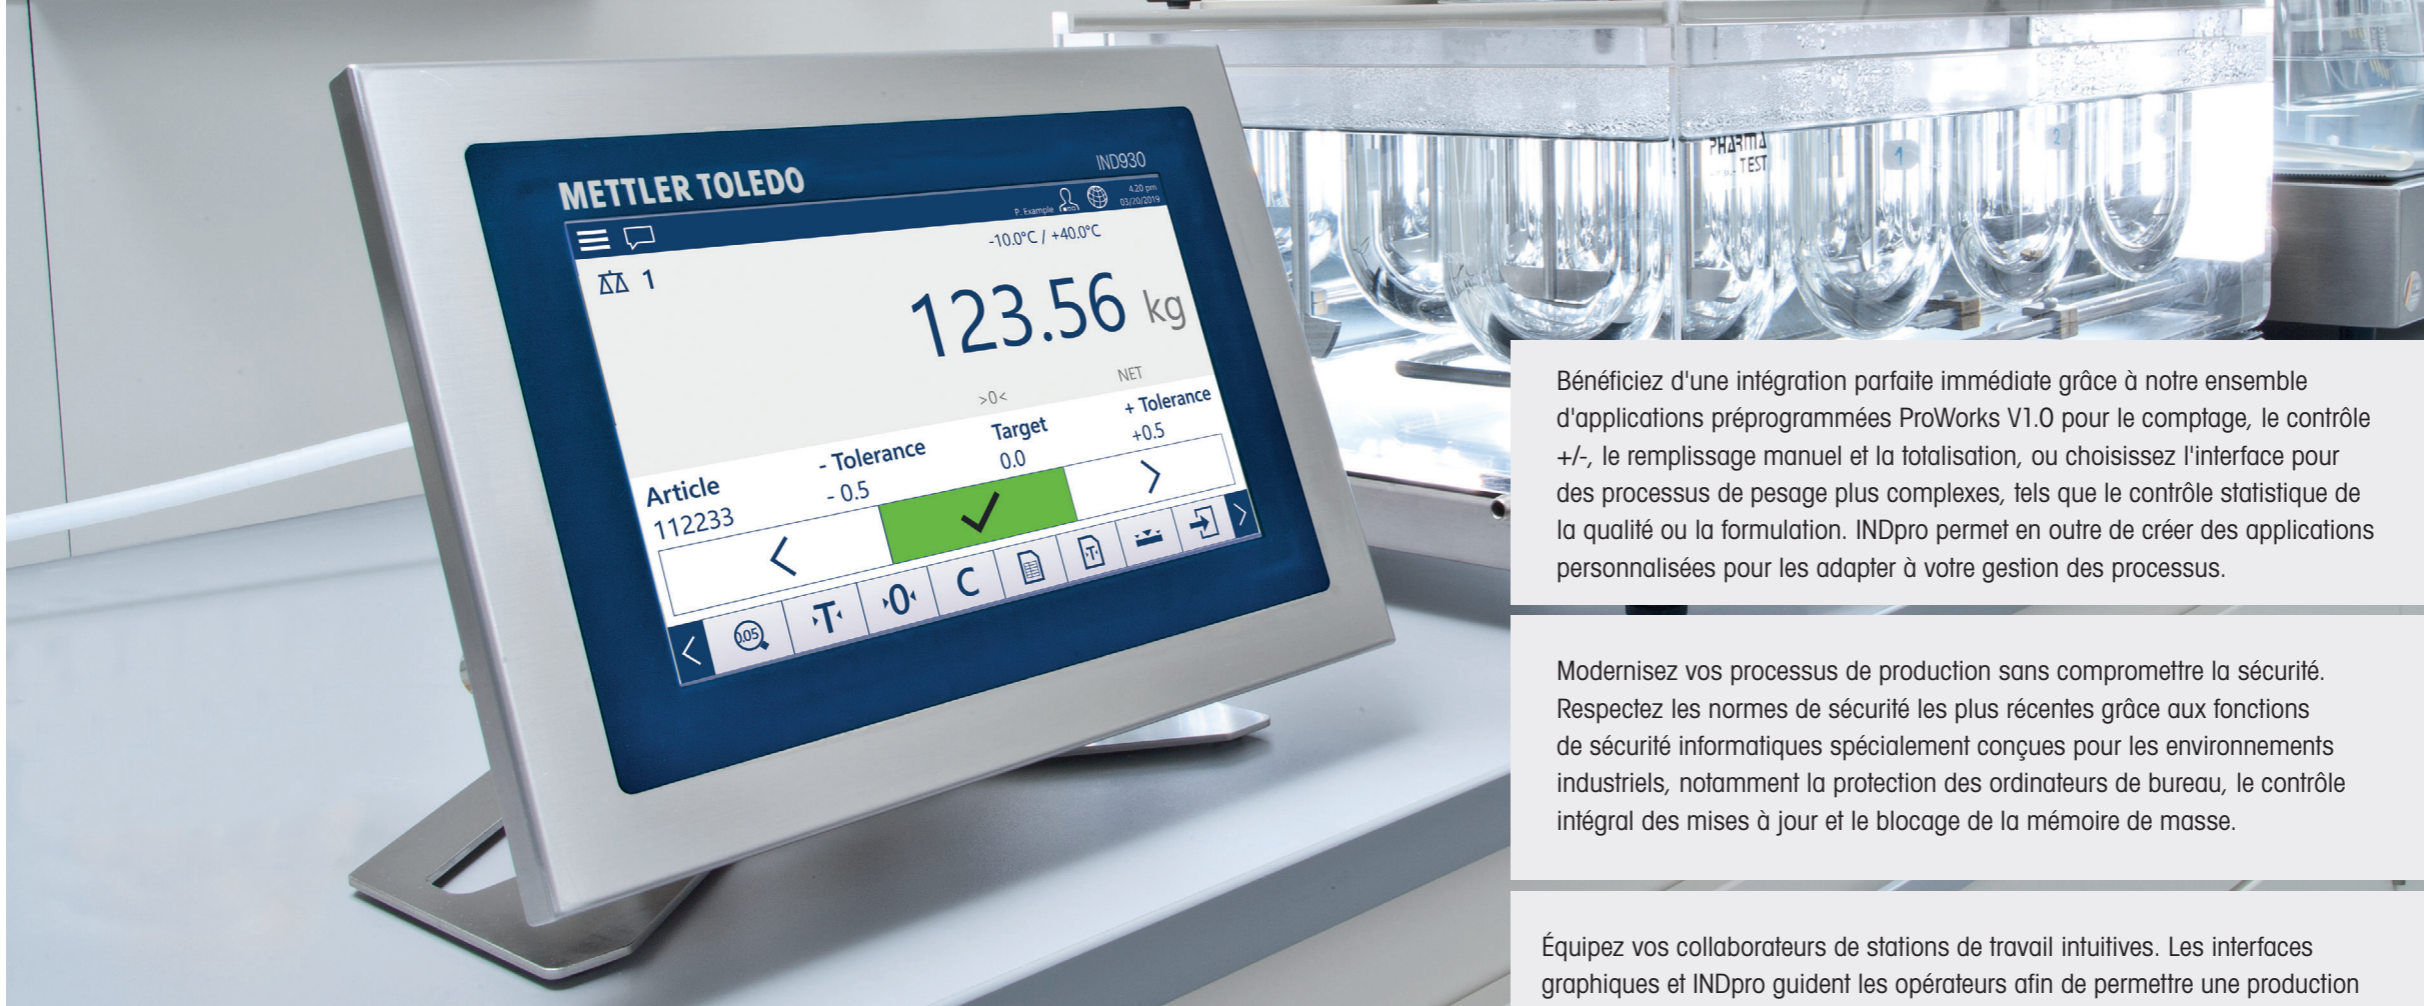 METTLER TOLEDO
IND930
P. Example
4.20 pm
03/20/2019
-10.0°C / +40.0°C
1
123.56 kg
>0<
NET
Article
- Tolerance
Target
+ Tolerance
112233
- 0.5
0.0
+0.5
0.05
T
0
C
T
PHARMA
TEST
1
2
Bénéficiez d'une intégration parfaite immédiate grâce à notre ensemble
d'applications préprogrammées ProWorks V1.0 pour le comptage, le contrôle
+/-, le remplissage manuel et la totalisation, ou choisissez l'interface pour
des processus de pesage plus complexes, tels que le contrôle statistique de
la qualité ou la formulation. INDpro permet en outre de créer des applications
personnalisées pour les adapter à votre gestion des processus.
Modernisez vos processus de production sans compromettre la sécurité.
Respectez les normes de sécurité les plus récentes grâce aux fonctions
de sécurité informatiques spécialement conçues pour les environnements
industriels, notamment la protection des ordinateurs de bureau, le contrôle
intégral des mises à jour et le blocage de la mémoire de masse.
Équipez vos collaborateurs de stations de travail intuitives. Les interfaces
graphiques et INDpro guident les opérateurs afin de permettre une production